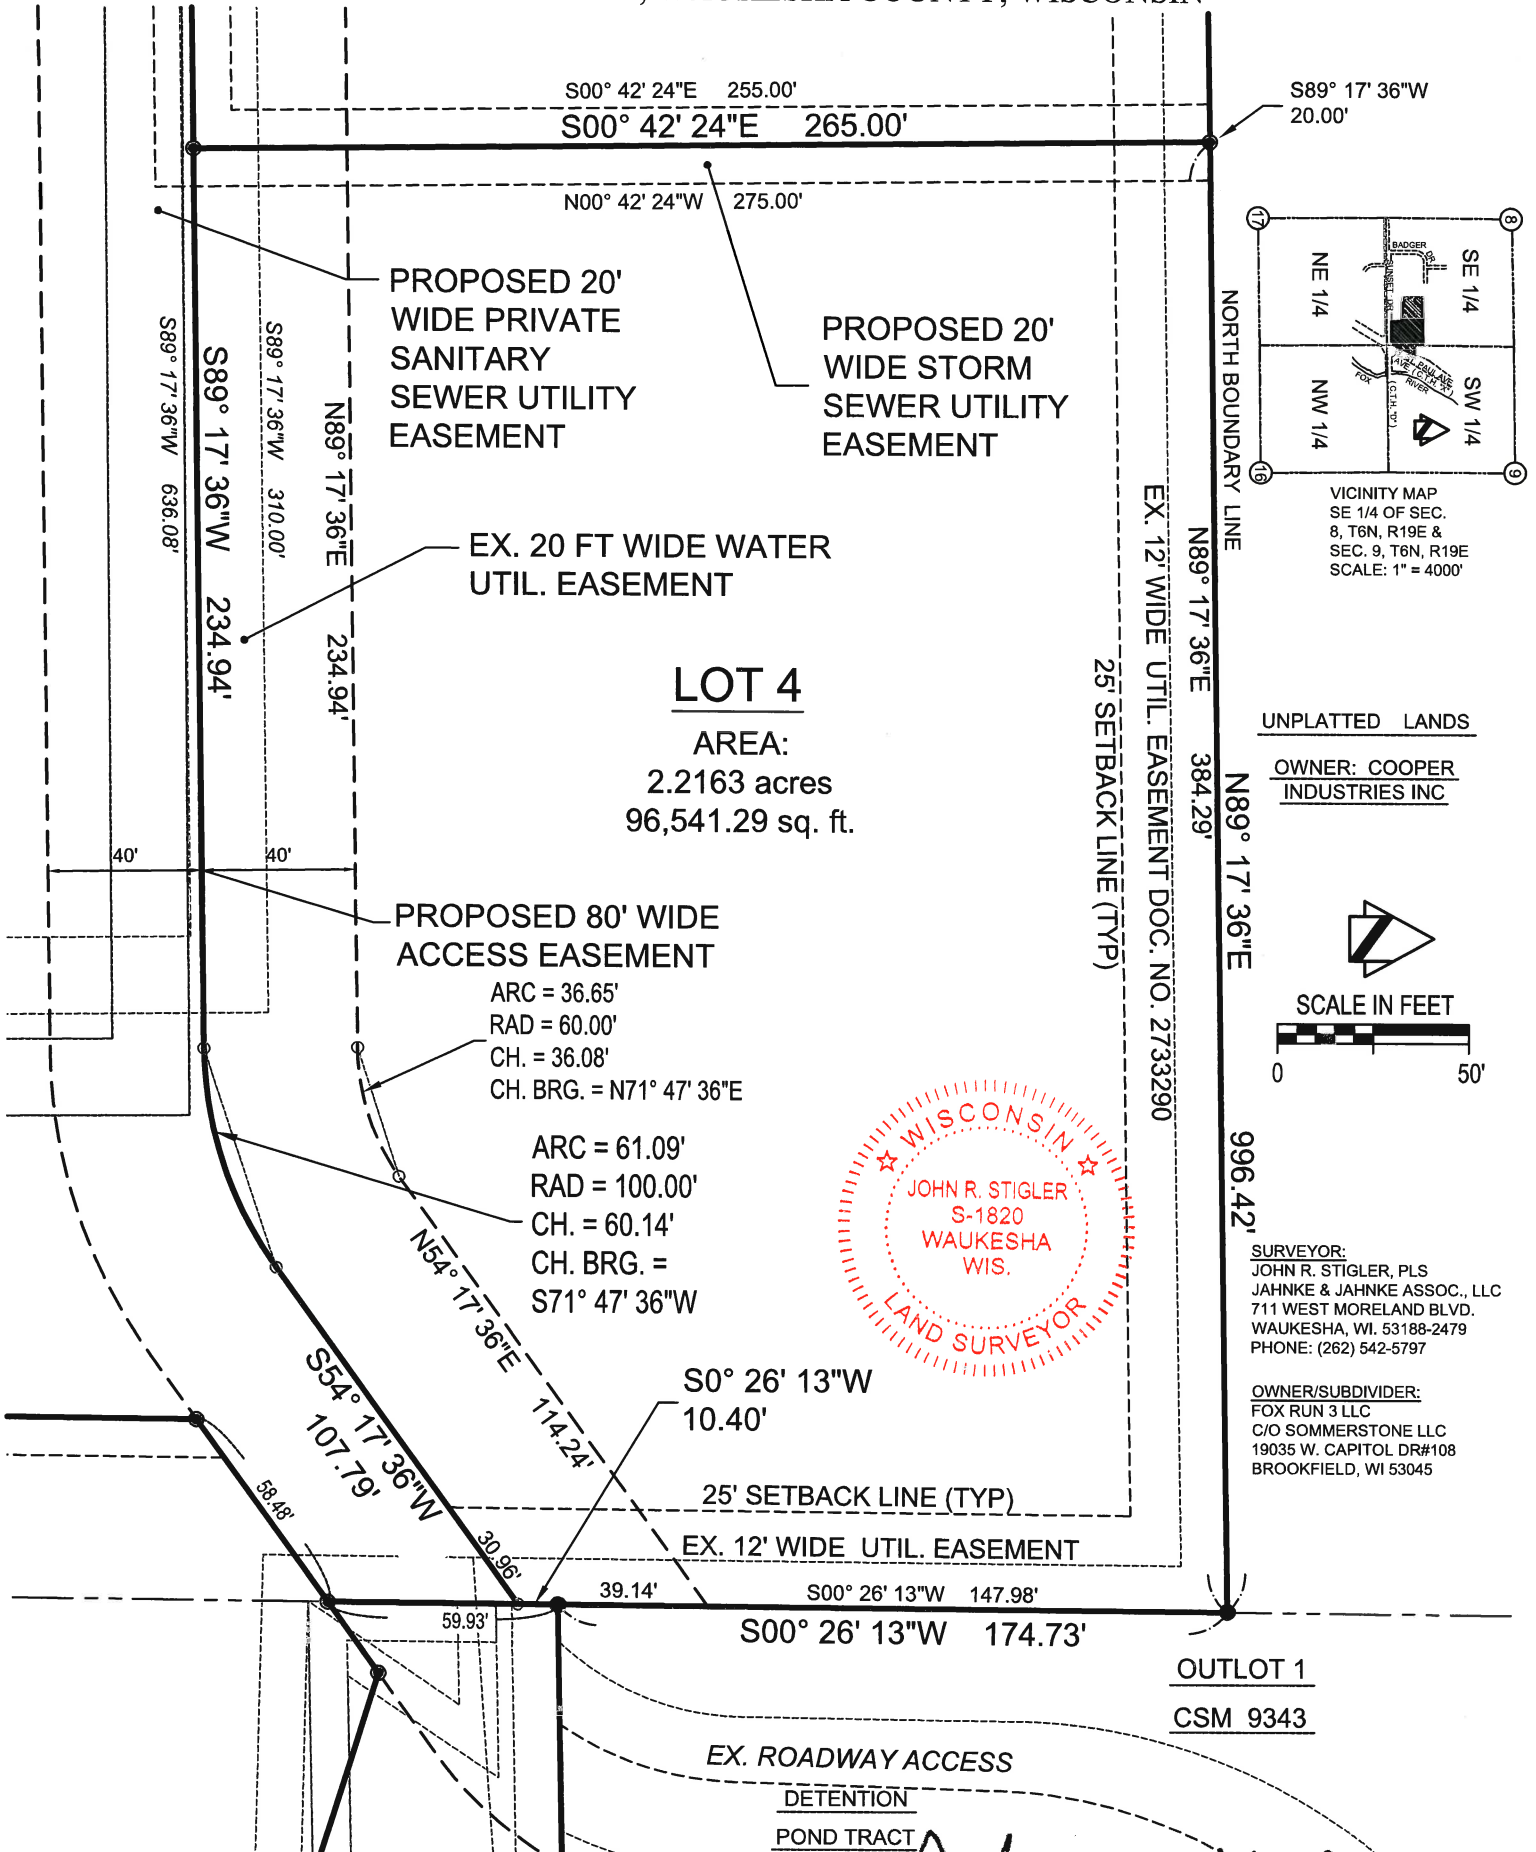 COUNTY, WISCONSIN
S00° 42' 24"E 255.00'
S00° 42' 24"E 265.00'
N00° 42' 24"W 275.00'
S89° 17' 36"W
20.00'
PROPOSED 20'
WIDE PRIVATE
SANITARY
SEWER UTILITY
EASEMENT
PROPOSED 20'
WIDE STORM
SEWER UTILITY
EASEMENT
S89° 17' 36"W 636.08'
S89° 17' 36"W 234.94'
S89° 17' 36"W 310.00'
N89° 17' 36"E 234.94'
EX. 20 FT WIDE WATER
UTIL. EASEMENT
LOT 4
AREA:
2.2163 acres
96,541.29 sq. ft.
40'
40'
PROPOSED 80' WIDE
ACCESS EASEMENT
ARC = 36.65'
RAD = 60.00'
CH. = 36.08'
CH. BRG. = N71° 47' 36"E
ARC = 61.09'
RAD = 100.00'
CH. = 60.14'
CH. BRG. =
S71° 47' 36"W
N54° 17' 36"E 114.24'
S54° 17' 36"W
107.79'
30.96'
58.48'
59.93'
S0° 26' 13"W
10.40'
25' SETBACK LINE (TYP)
EX. 12' WIDE UTIL. EASEMENT
39.14'
S00° 26' 13"W 147.98'
S00° 26' 13"W 174.73'
25' SETBACK LINE (TYP)
EX. 12' WIDE UTIL. EASEMENT DOC. NO. 2733290
N89° 17' 36"E 384.29'
NORTH BOUNDARY LINE
N89° 17' 36"E 996.42'
WISCONSIN
JOHN R. STIGLER
S-1820
WAUKESHA
WIS.
LAND SURVEYOR
17
8
NE 1/4
SE 1/4
BADGER
DR
SUNSET DR
NW 1/4
SW 1/4
FOX
RIVER
(C.T.H. "D")
16
9
VICINITY MAP
SE 1/4 OF SEC.
8, T6N, R19E &
SEC. 9, T6N, R19E
SCALE: 1" = 4000'
UNPLATTED LANDS
OWNER: COOPER
INDUSTRIES INC
SCALE IN FEET
0 50'
SURVEYOR:
JOHN R. STIGLER, PLS
JAHNKE & JAHNKE ASSOC., LLC
711 WEST MORELAND BLVD.
WAUKESHA, WI. 53188-2479
PHONE: (262) 542-5797
OWNER/SUBDIVIDER:
FOX RUN 3 LLC
C/O SOMMERSTONE LLC
19035 W. CAPITOL DR#108
BROOKFIELD, WI 53045
OUTLOT 1
CSM 9343
EX. ROADWAY ACCESS
DETENTION
POND TRACT